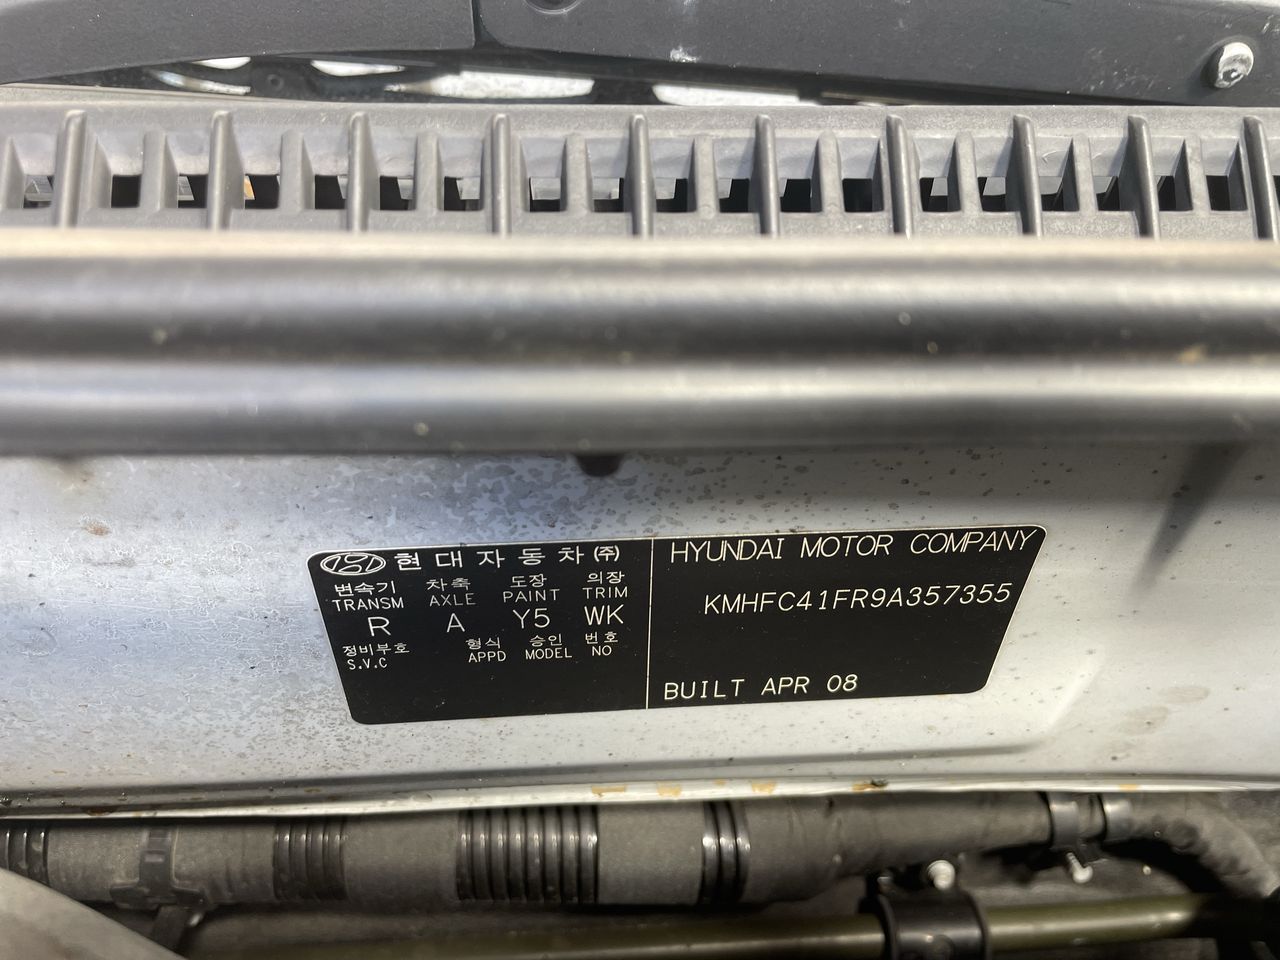 현대자동차(주)
변속기 차축 도장 의장
TRANSM AXLE PAINT TRIM
R A Y5 WK
정비부호 형식 승인 번호
S.V.C APPD MODEL NO
HYUNDAI MOTOR COMPANY
KMHFC41FR9A357355
BUILT APR 08